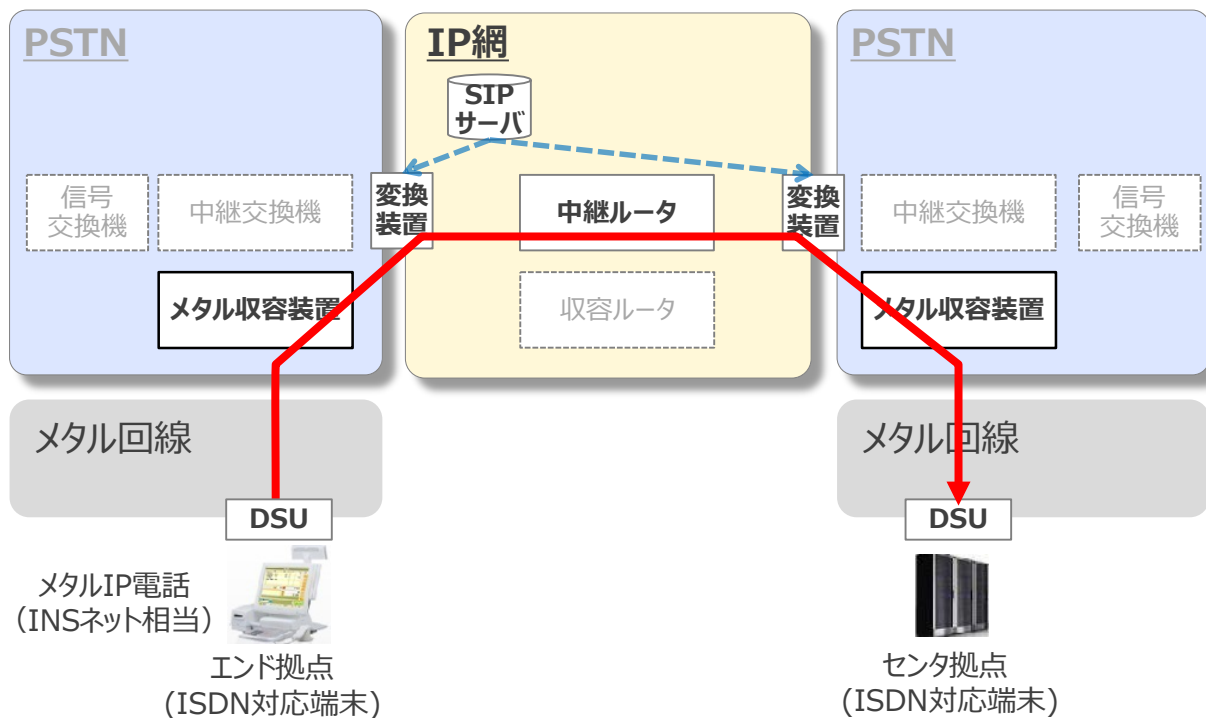 PSTN
IP網
PSTN
SIP
サーバ
信号
交換機
中継交換機
変換
装置
中継ルータ
変換
装置
中継交換機
信号
交換機
メタル収容装置
収容ルータ
メタル収容装置
メタル回線
メタル回線
DSU
DSU
メタルIP電話
(INSネット相当)
エンド拠点
(ISDN対応端末)
センタ拠点
(ISDN対応端末)